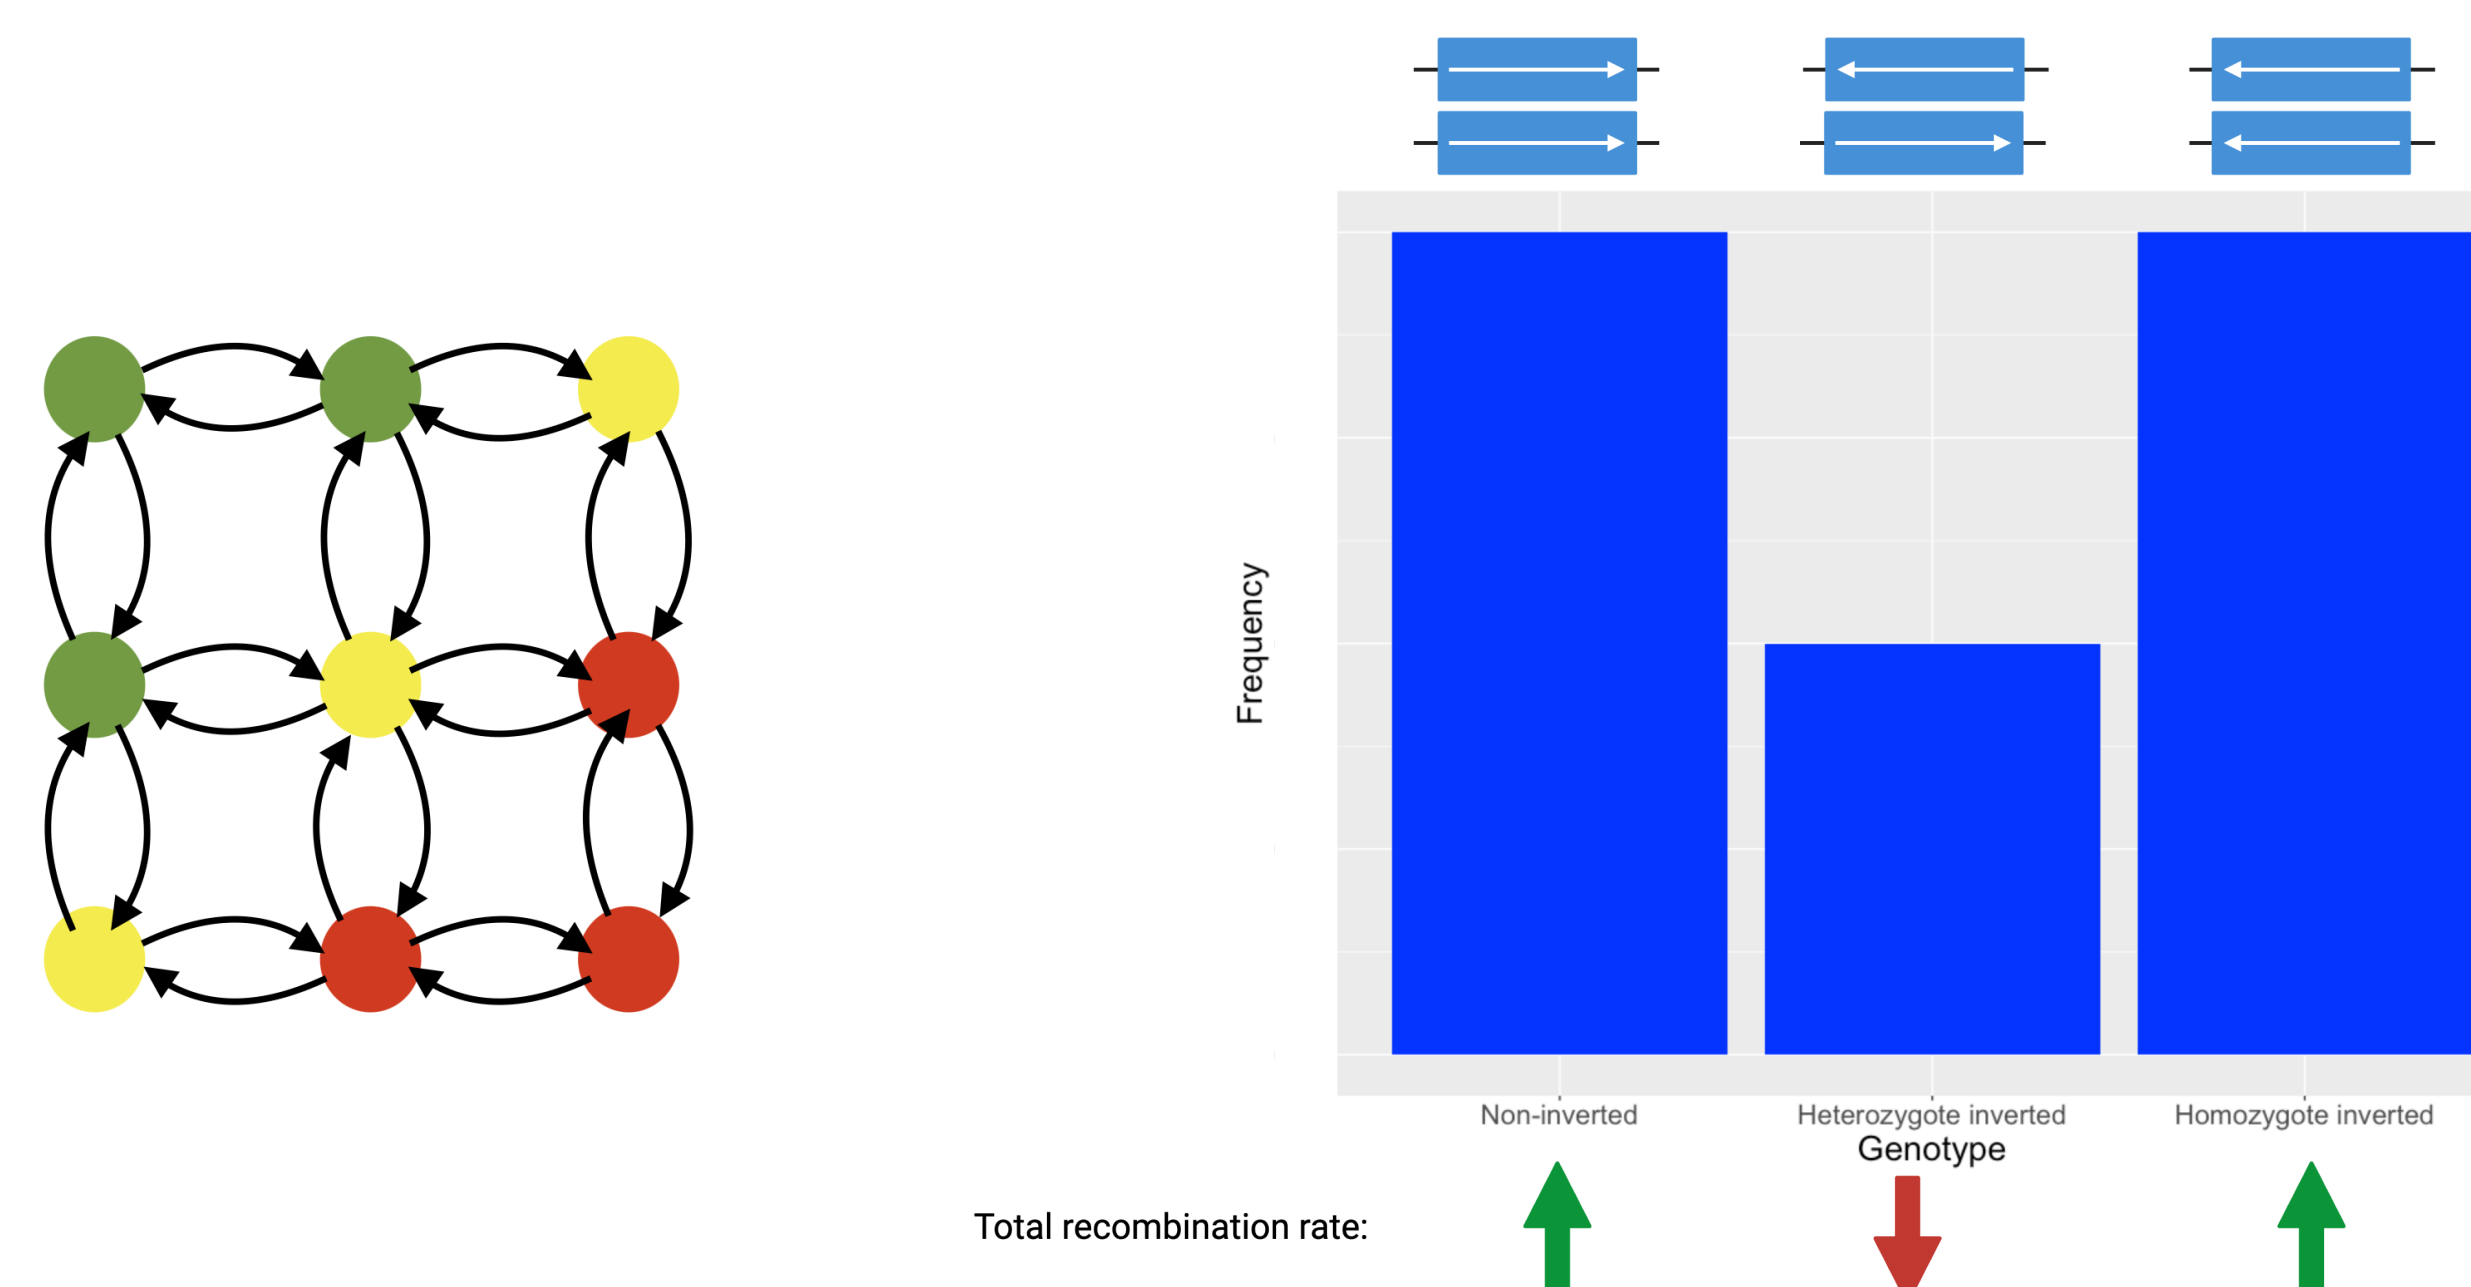 Frequency
Non-inverted
Heterozygote inverted
Homozygote inverted
Genotype
Total recombination rate: